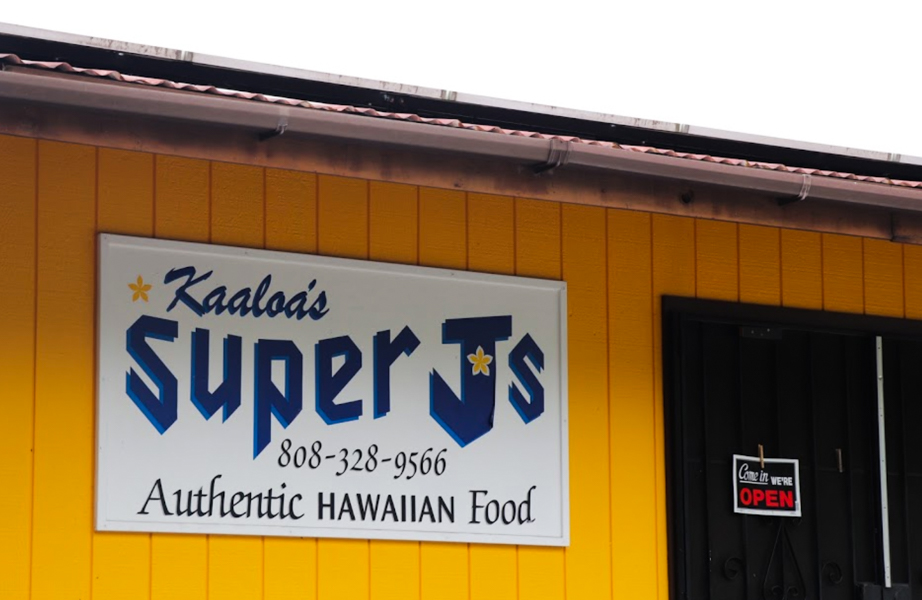 Kaaloa's
Super J's
808-328-9566
Authentic HAWAIIAN Food
Come in WE'RE
OPEN